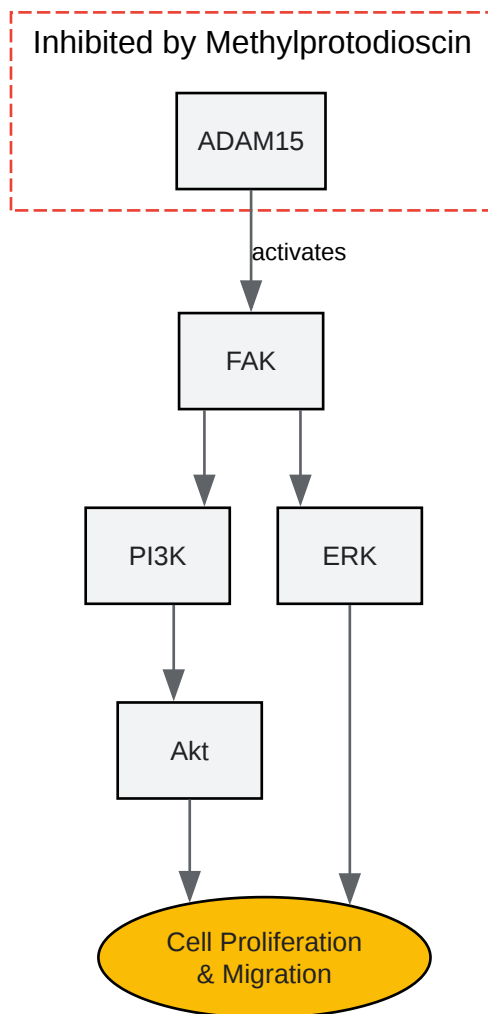 Inhibited by Methylprotodioscin
ADAM15
activates
FAK
PI3K
ERK
Akt
Cell Proliferation
& Migration